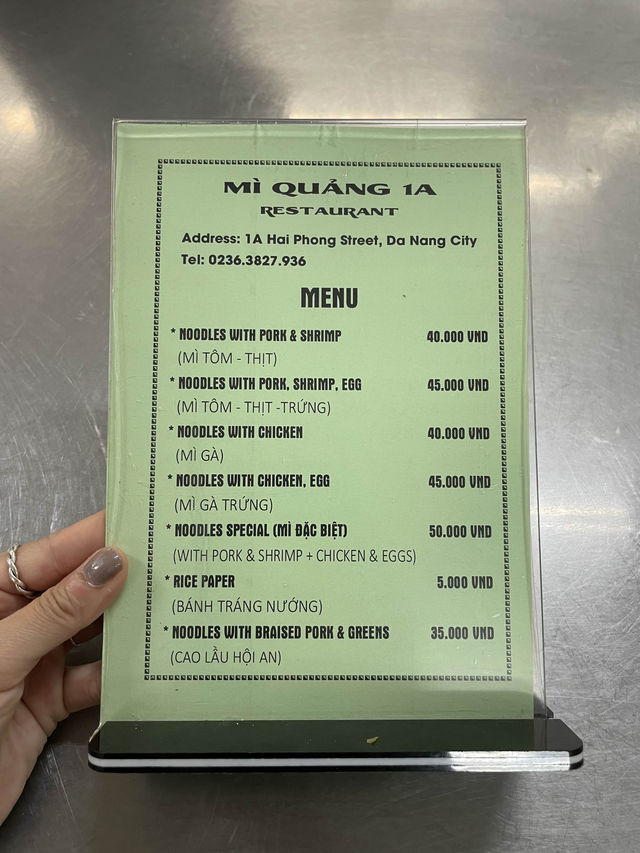 MÌ QUẢNG 1A
RESTAURANT
Address: 1A Hai Phong Street, Da Nang City
Tel: 0236.3827.936
MENU
* NOODLES WITH PORK & SHRIMP 40.000 VND
(MÌ TÔM - THỊT)
* NOODLES WITH PORK, SHRIMP, EGG 45.000 VND
(MÌ TÔM - THỊT -TRỨNG)
* NOODLES WITH CHICKEN 40.000 VND
(MÌ GÀ)
* NOODLES WITH CHICKEN, EGG 45.000 VND
(MÌ GÀ TRỨNG)
* NOODLES SPECIAL (MÌ ĐẶC BIỆT) 50.000 VND
(WITH PORK & SHRIMP + CHICKEN & EGGS)
* RICE PAPER 5.000 VND
(BÁNH TRÁNG NƯỚNG)
* NOODLES WITH BRAISED PORK & GREENS 35.000 VND
(CAO LẦU HỘI AN)